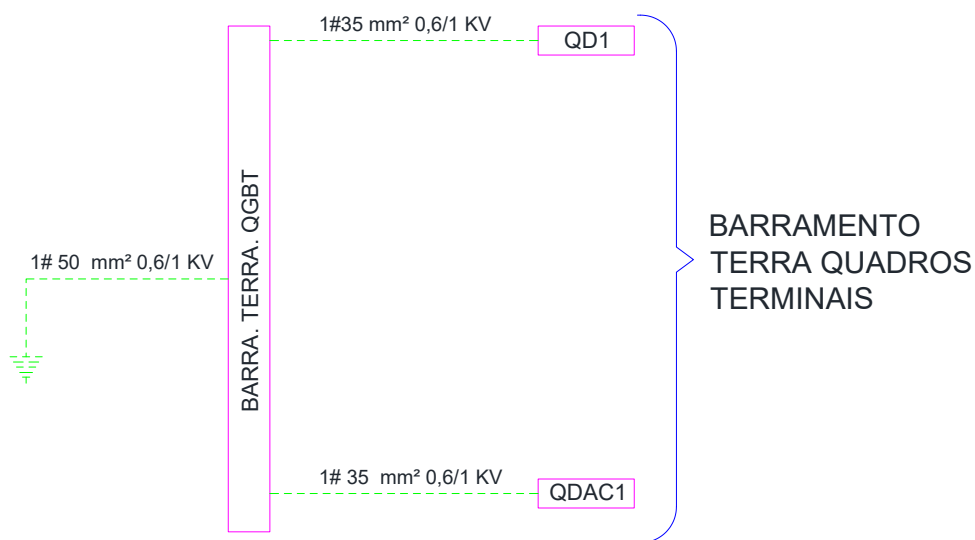 1#35 mm² 0,6/1 KV
QD1
BARRA. TERRA. QGBT
1# 50 mm² 0,6/1 KV
BARRAMENTO
TERRA QUADROS
TERMINAIS
1# 35 mm² 0,6/1 KV
QDAC1